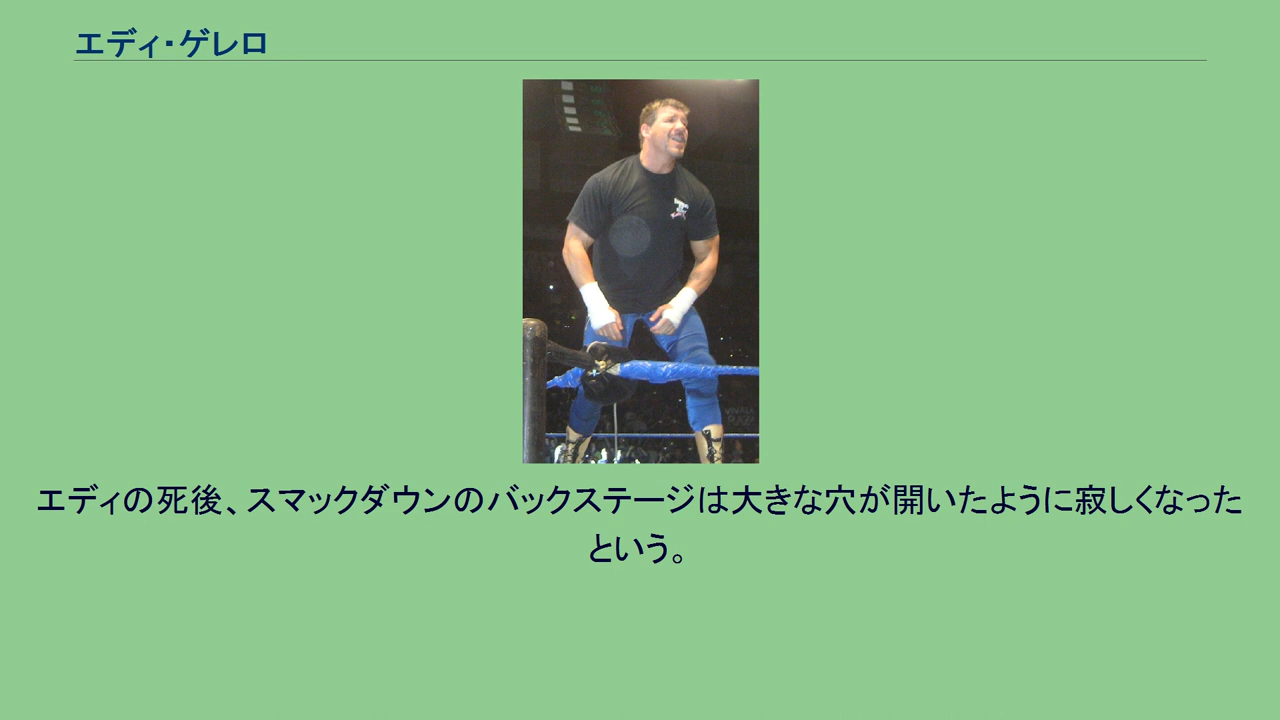 エディ・ゲレロ
エディの死後、スマックダウンのバックステージは大きな穴が開いたように寂しくなった
という。